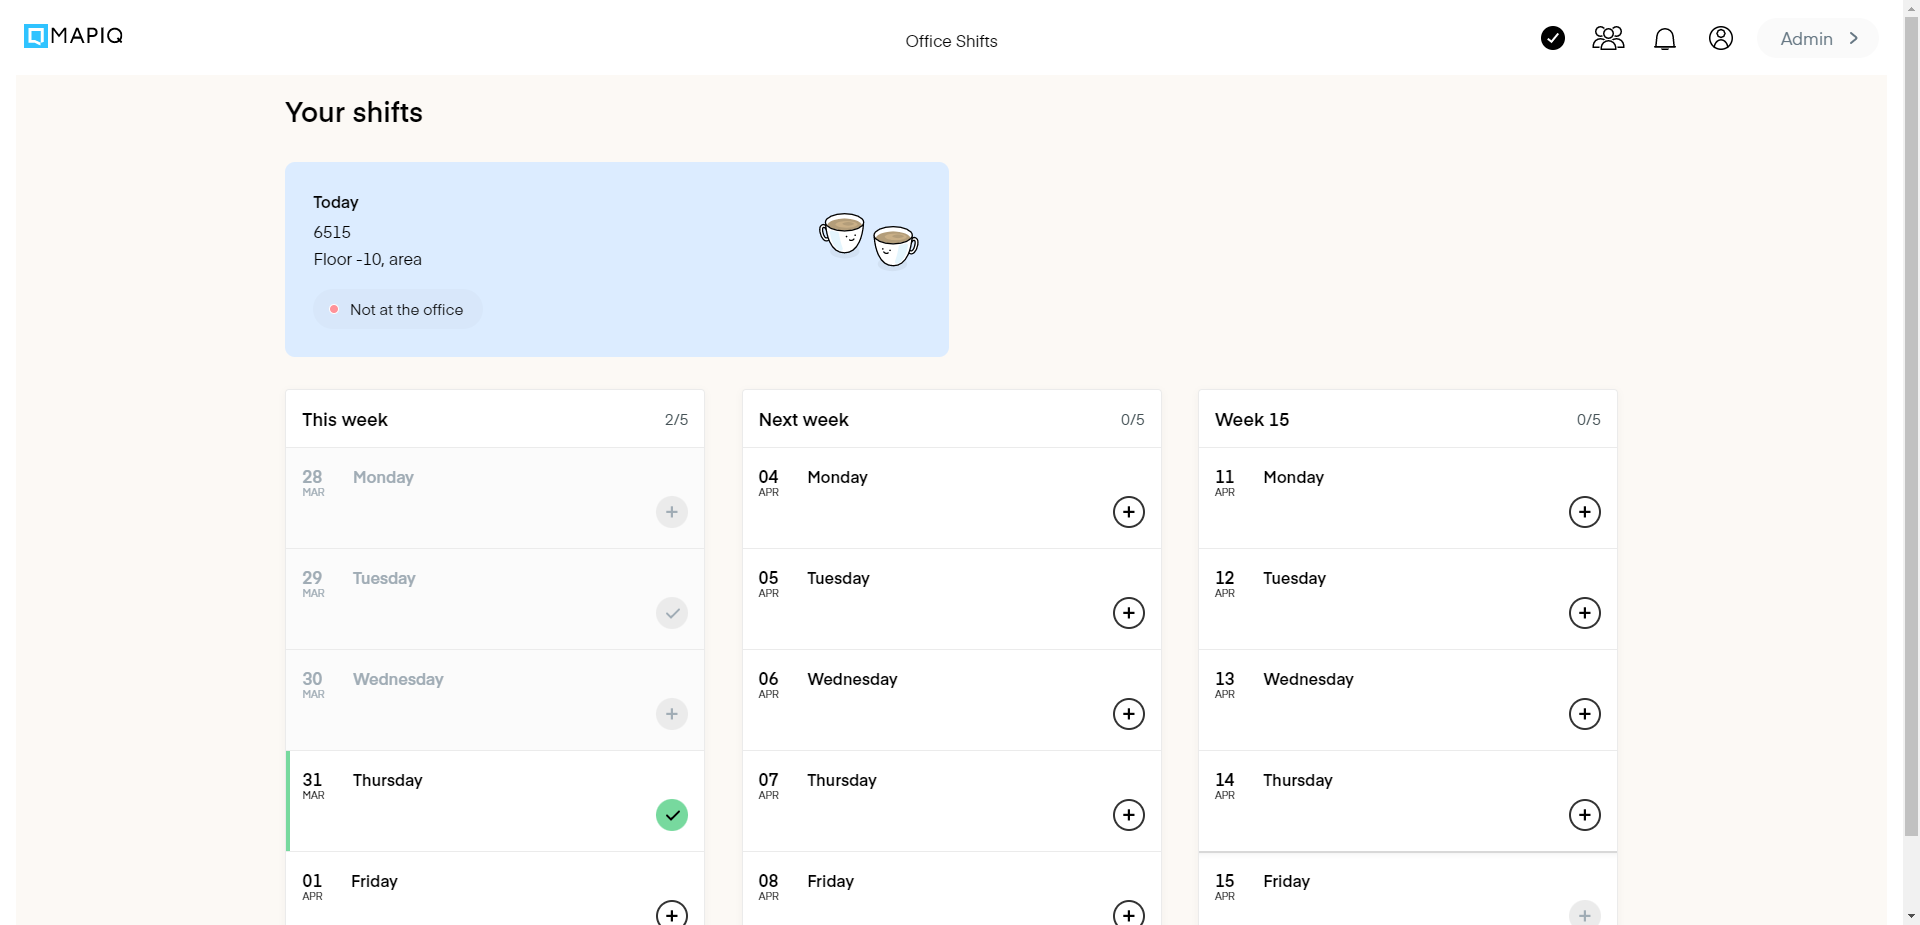 MAPIQ
Office Shifts
Admin
Your shifts
Today
6515
Floor -10, area
Not at the office
This week 2/5
28 Monday
MAR
29 Tuesday
MAR
30 Wednesday
MAR
31 Thursday
MAR
01 Friday
APR
Next week 0/5
04 Monday
APR
05 Tuesday
APR
06 Wednesday
APR
07 Thursday
APR
08 Friday
APR
Week 15 0/5
11 Monday
APR
12 Tuesday
APR
13 Wednesday
APR
14 Thursday
APR
15 Friday
APR